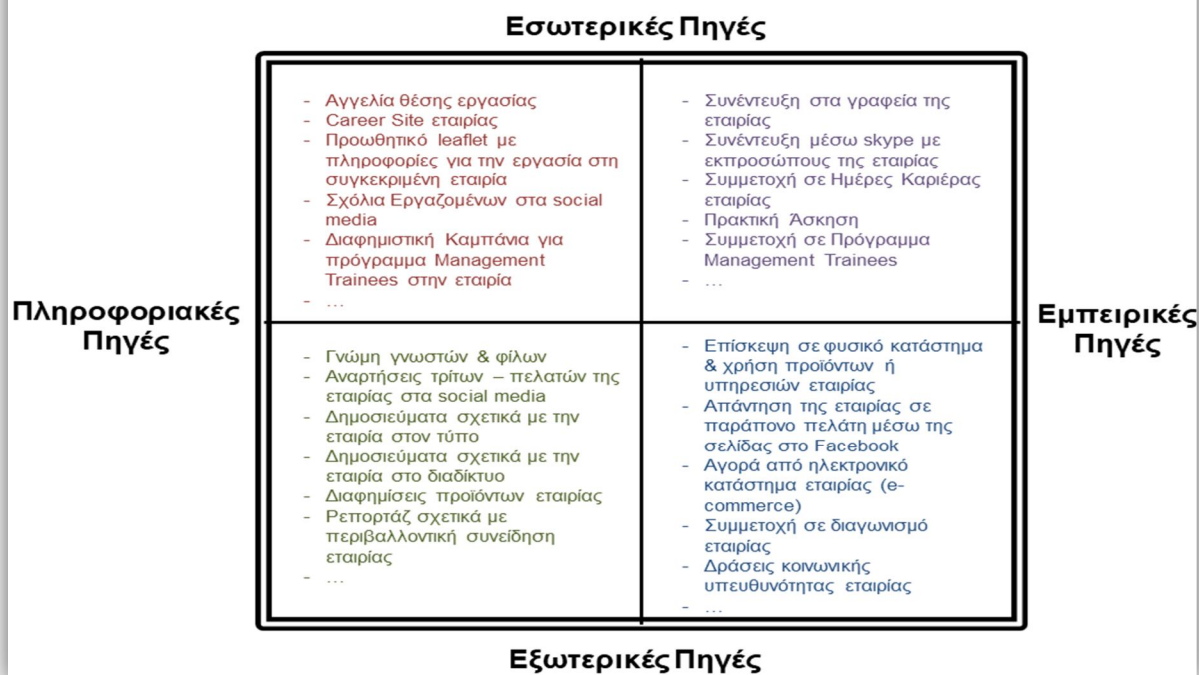 Εσωτερικές Πηγές
- Αγγελία θέσης εργασίας
- Career Site εταιρίας
- Προωθητικό leaflet με
πληροφορίες για την εργασία στη
συγκεκριμένη εταιρία
- Σχόλια Εργαζομένων στα social
media
- Διαφημιστική Καμπάνια για
πρόγραμμα Management
Trainees στην εταιρία
- ...
- Συνέντευξη στα γραφεία της
εταιρίας
- Συνέντευξη μέσω skype με
εκπροσώπους της εταιρίας
- Συμμετοχή σε Ημέρες Καριέρας
εταιρίας
- Πρακτική Άσκηση
- Συμμετοχή σε Πρόγραμμα
Management Trainees
- ...
Πληροφοριακές
Πηγές
Εμπειρικές
Πηγές
- Γνώμη γνωστών & φίλων
- Αναρτήσεις τρίτων – πελατών της
εταιρίας στα social media
- Δημοσιεύματα σχετικά με την
εταιρία στον τύπο
- Δημοσιεύματα σχετικά με την
εταιρία στο διαδίκτυο
- Διαφημίσεις προϊόντων εταιρίας
- Ρεπορτάζ σχετικά με
περιβαλλοντική συνείδηση
εταιρίας
- ...
- Επίσκεψη σε φυσικό κατάστημα
& χρήση προϊόντων ή
υπηρεσιών εταιρίας
- Απάντηση της εταιρίας σε
παράπονο πελάτη μέσω της
σελίδας στο Facebook
- Αγορά από ηλεκτρονικό
κατάστημα εταιρίας (e-
commerce)
- Συμμετοχή σε διαγωνισμό
εταιρίας
- Δράσεις κοινωνικής
υπευθυνότητας εταιρίας
- ...
Εξωτερικές Πηγές